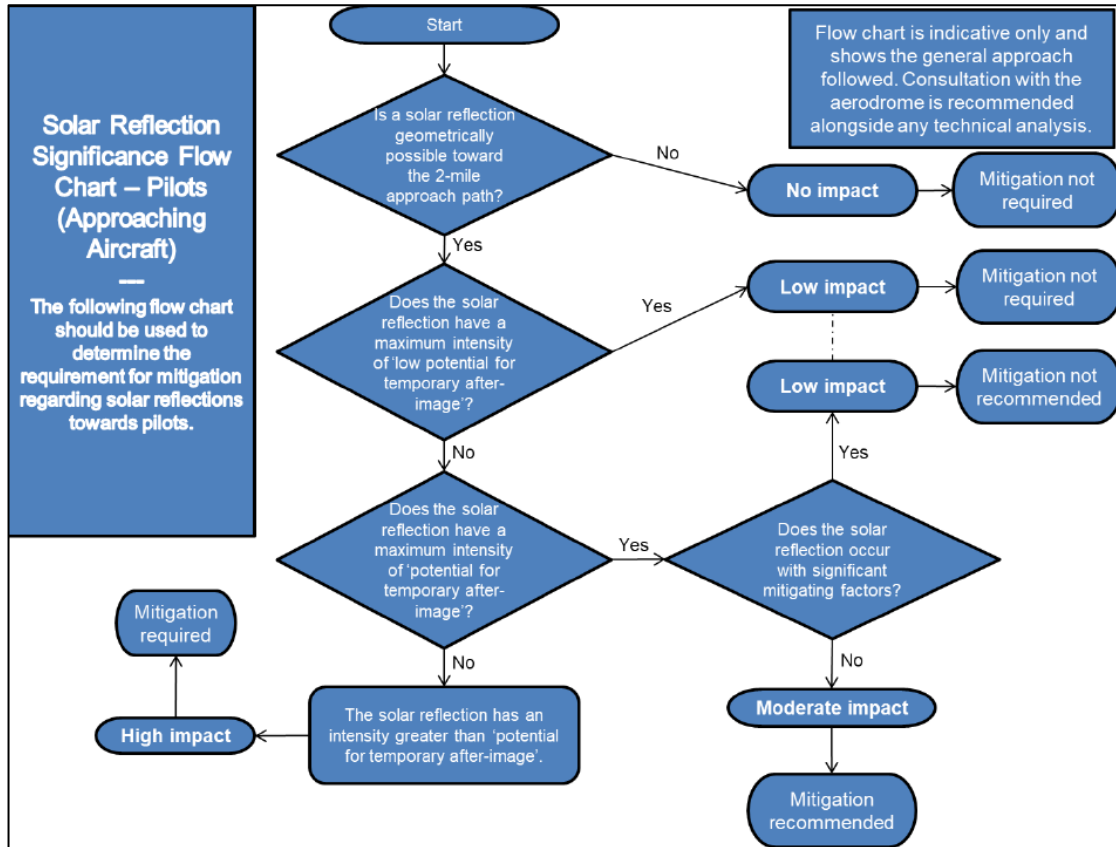 Solar Reflection
Significance Flow
Chart – Pilots
(Approaching
Aircraft)
---
The following flow chart
should be used to
determine the
requirement for mitigation
regarding solar reflections
towards pilots.
Start
Flow chart is indicative only and
shows the general approach
followed. Consultation with the
aerodrome is recommended
alongside any technical analysis.
Is a solar reflection
geometrically
possible toward
the 2-mile
approach path?
No
No impact
Mitigation not
required
Yes
Does the solar
reflection have a
maximum intensity
of ‘low potential for
temporary after-
image’?
Yes
Low impact
Mitigation not
required
Low impact
Mitigation not
recommended
No
Yes
Does the solar
reflection have a
maximum intensity
of ‘potential for
temporary after-
image’?
Yes
Does the solar
reflection occur
with significant
mitigating factors?
Mitigation
required
No
No
The solar reflection has an
intensity greater than ‘potential
for temporary after-image’.
High impact
Moderate impact
Mitigation
recommended